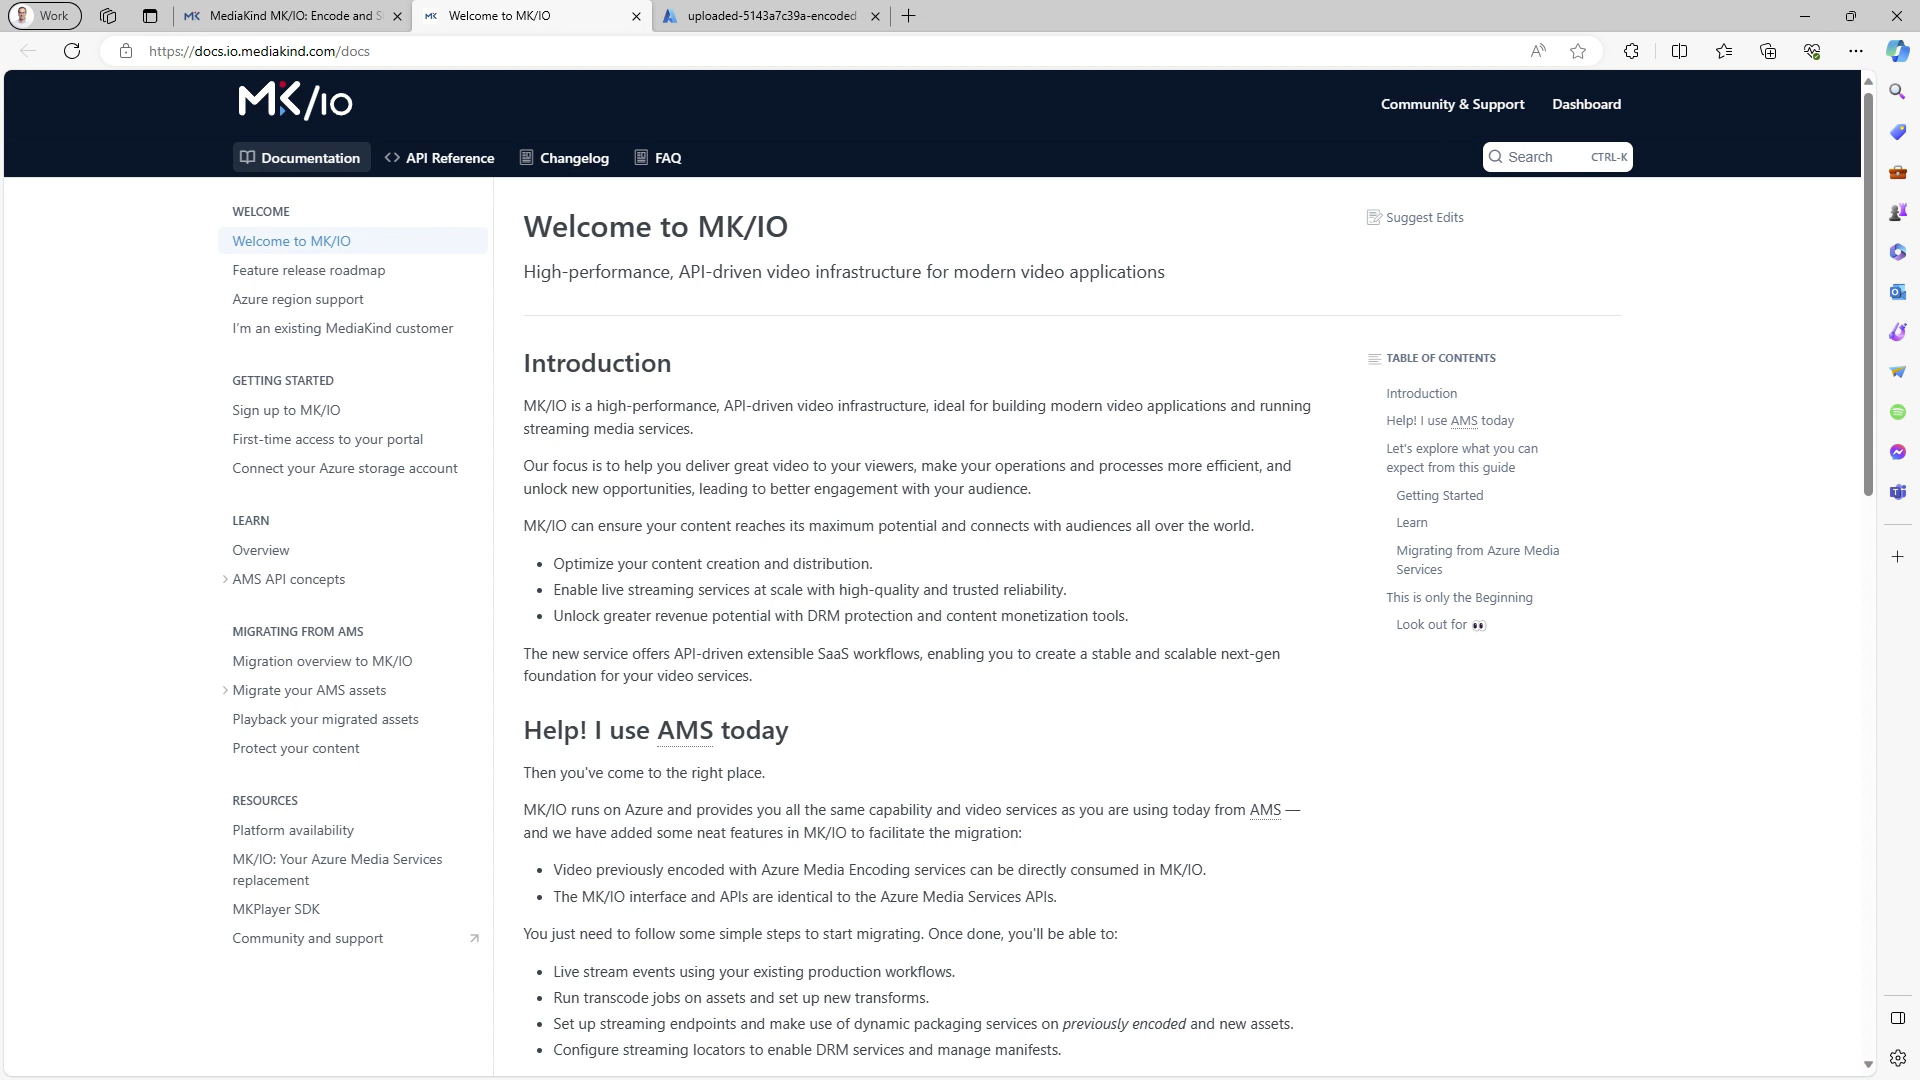 Work
MediaKind MK/IO: Encode and S
Welcome to MK/IO
uploaded-5143a7c39a-encoded
https://docs.io.mediakind.com/docs
MK/IO
Community & Support
Dashboard
Documentation
API Reference
Changelog
FAQ
Search
CTRL-K
WELCOME
Welcome to MK/IO
Feature release roadmap
Azure region support
I'm an existing MediaKind customer
GETTING STARTED
Sign up to MK/IO
First-time access to your portal
Connect your Azure storage account
LEARN
Overview
AMS API concepts
MIGRATING FROM AMS
Migration overview to MK/IO
Migrate your AMS assets
Playback your migrated assets
Protect your content
RESOURCES
Platform availability
MK/IO: Your Azure Media Services
replacement
MKPlayer SDK
Community and support
Welcome to MK/IO
High-performance, API-driven video infrastructure for modern video applications
Introduction
MK/IO is a high-performance, API-driven video infrastructure, ideal for building modern video applications and running
streaming media services.
Our focus is to help you deliver great video to your viewers, make your operations and processes more efficient, and
unlock new opportunities, leading to better engagement with your audience.
MK/IO can ensure your content reaches its maximum potential and connects with audiences all over the world.
• Optimize your content creation and distribution.
• Enable live streaming services at scale with high-quality and trusted reliability.
• Unlock greater revenue potential with DRM protection and content monetization tools.
The new service offers API-driven extensible SaaS workflows, enabling you to create a stable and scalable next-gen
foundation for your video services.
Help! I use AMS today
Then you've come to the right place.
MK/IO runs on Azure and provides you all the same capability and video services as you are using today from AMS —
and we have added some neat features in MK/IO to facilitate the migration:
• Video previously encoded with Azure Media Encoding services can be directly consumed in MK/IO.
• The MK/IO interface and APIs are identical to the Azure Media Services APIs.
You just need to follow some simple steps to start migrating. Once done, you'll be able to:
• Live stream events using your existing production workflows.
• Run transcode jobs on assets and set up new transforms.
• Set up streaming endpoints and make use of dynamic packaging services on previously encoded and new assets.
• Configure streaming locators to enable DRM services and manage manifests.
Suggest Edits
TABLE OF CONTENTS
Introduction
Help! I use AMS today
Let's explore what you can
expect from this guide
Getting Started
Learn
Migrating from Azure Media
Services
This is only the Beginning
Look out for 👀